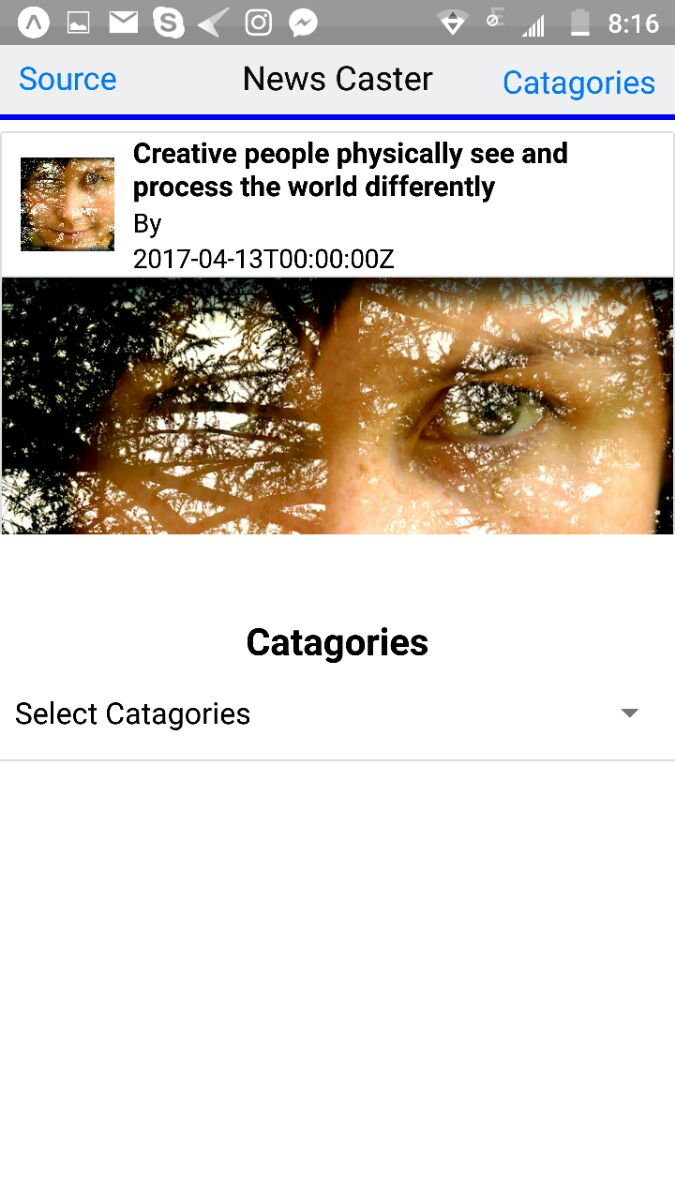 8:16
Source News Caster Catagories
Creative people physically see and
process the world differently
By
2017-04-13T00:00:00Z
Catagories
Select Catagories